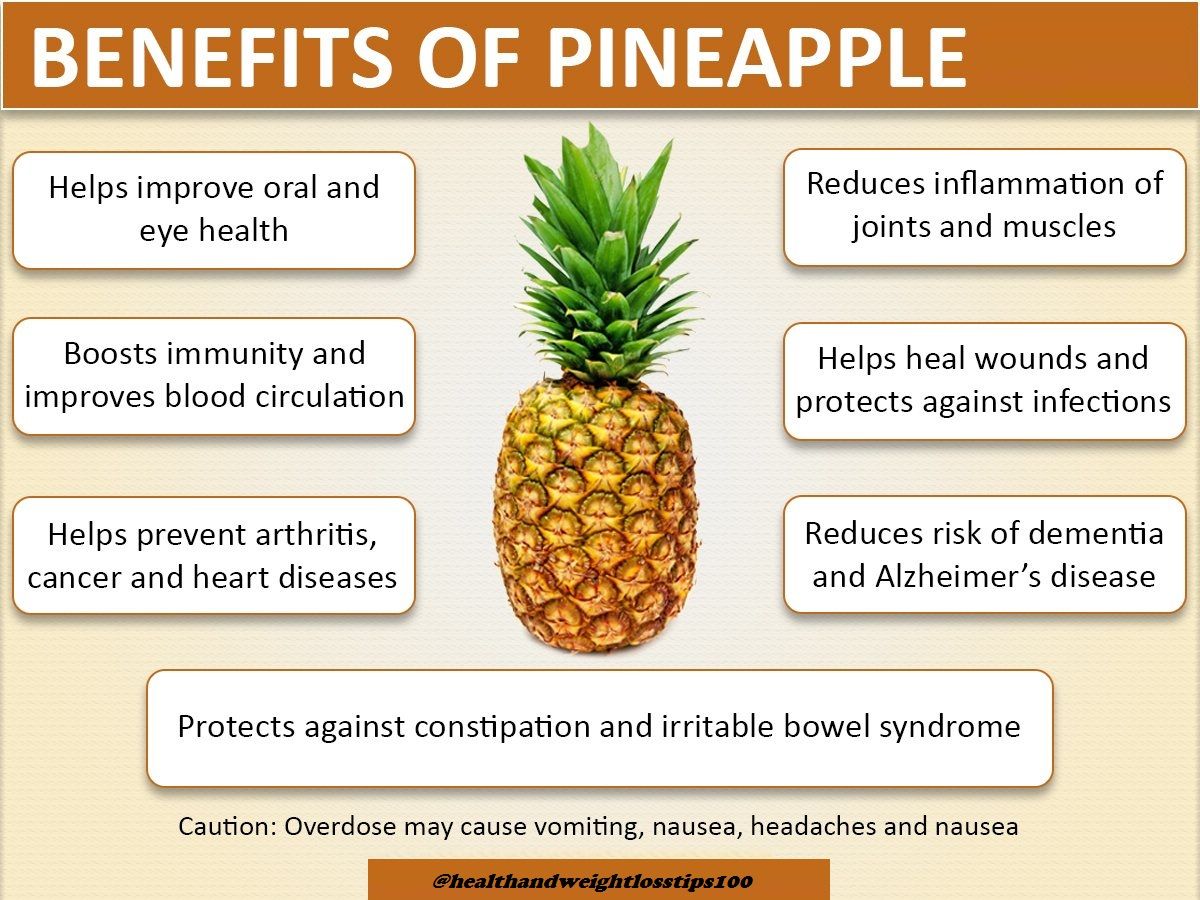 BENEFITS OF PINEAPPLE
Helps improve oral and
eye health
Boosts immunity and
improves blood circulation
Helps prevent arthritis,
cancer and heart diseases
Reduces inflammation of
joints and muscles
Helps heal wounds and
protects against infections
Reduces risk of dementia
and Alzheimer’s disease
Protects against constipation and irritable bowel syndrome
Caution: Overdose may cause vomiting, nausea, headaches and nausea
@healthandweightlosstips100